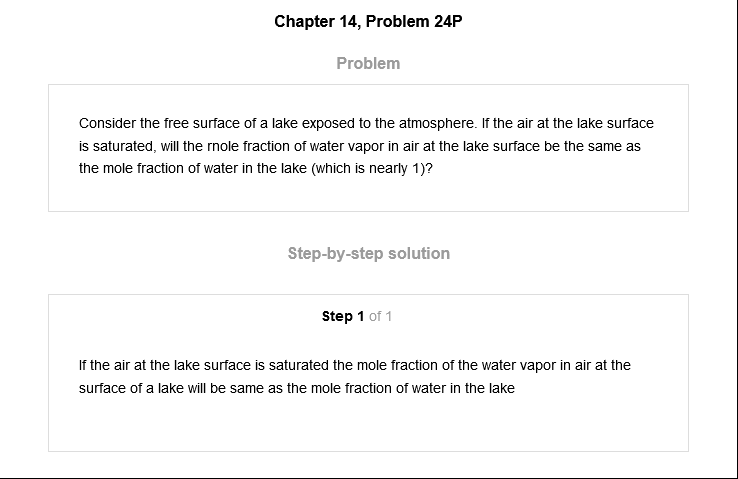 Chapter 14, Problem 24P
Problem
Consider the free surface of a lake exposed to the atmosphere. If the air at the lake surface
is saturated, will the rnole fraction of water vapor in air at the lake surface be the same as
the mole fraction of water in the lake (which is nearly 1)?
Step-by-step solution
Step 1 of 1
If the air at the lake surface is saturated the mole fraction of the water vapor in air at the
surface of a lake will be same as the mole fraction of water in the lake